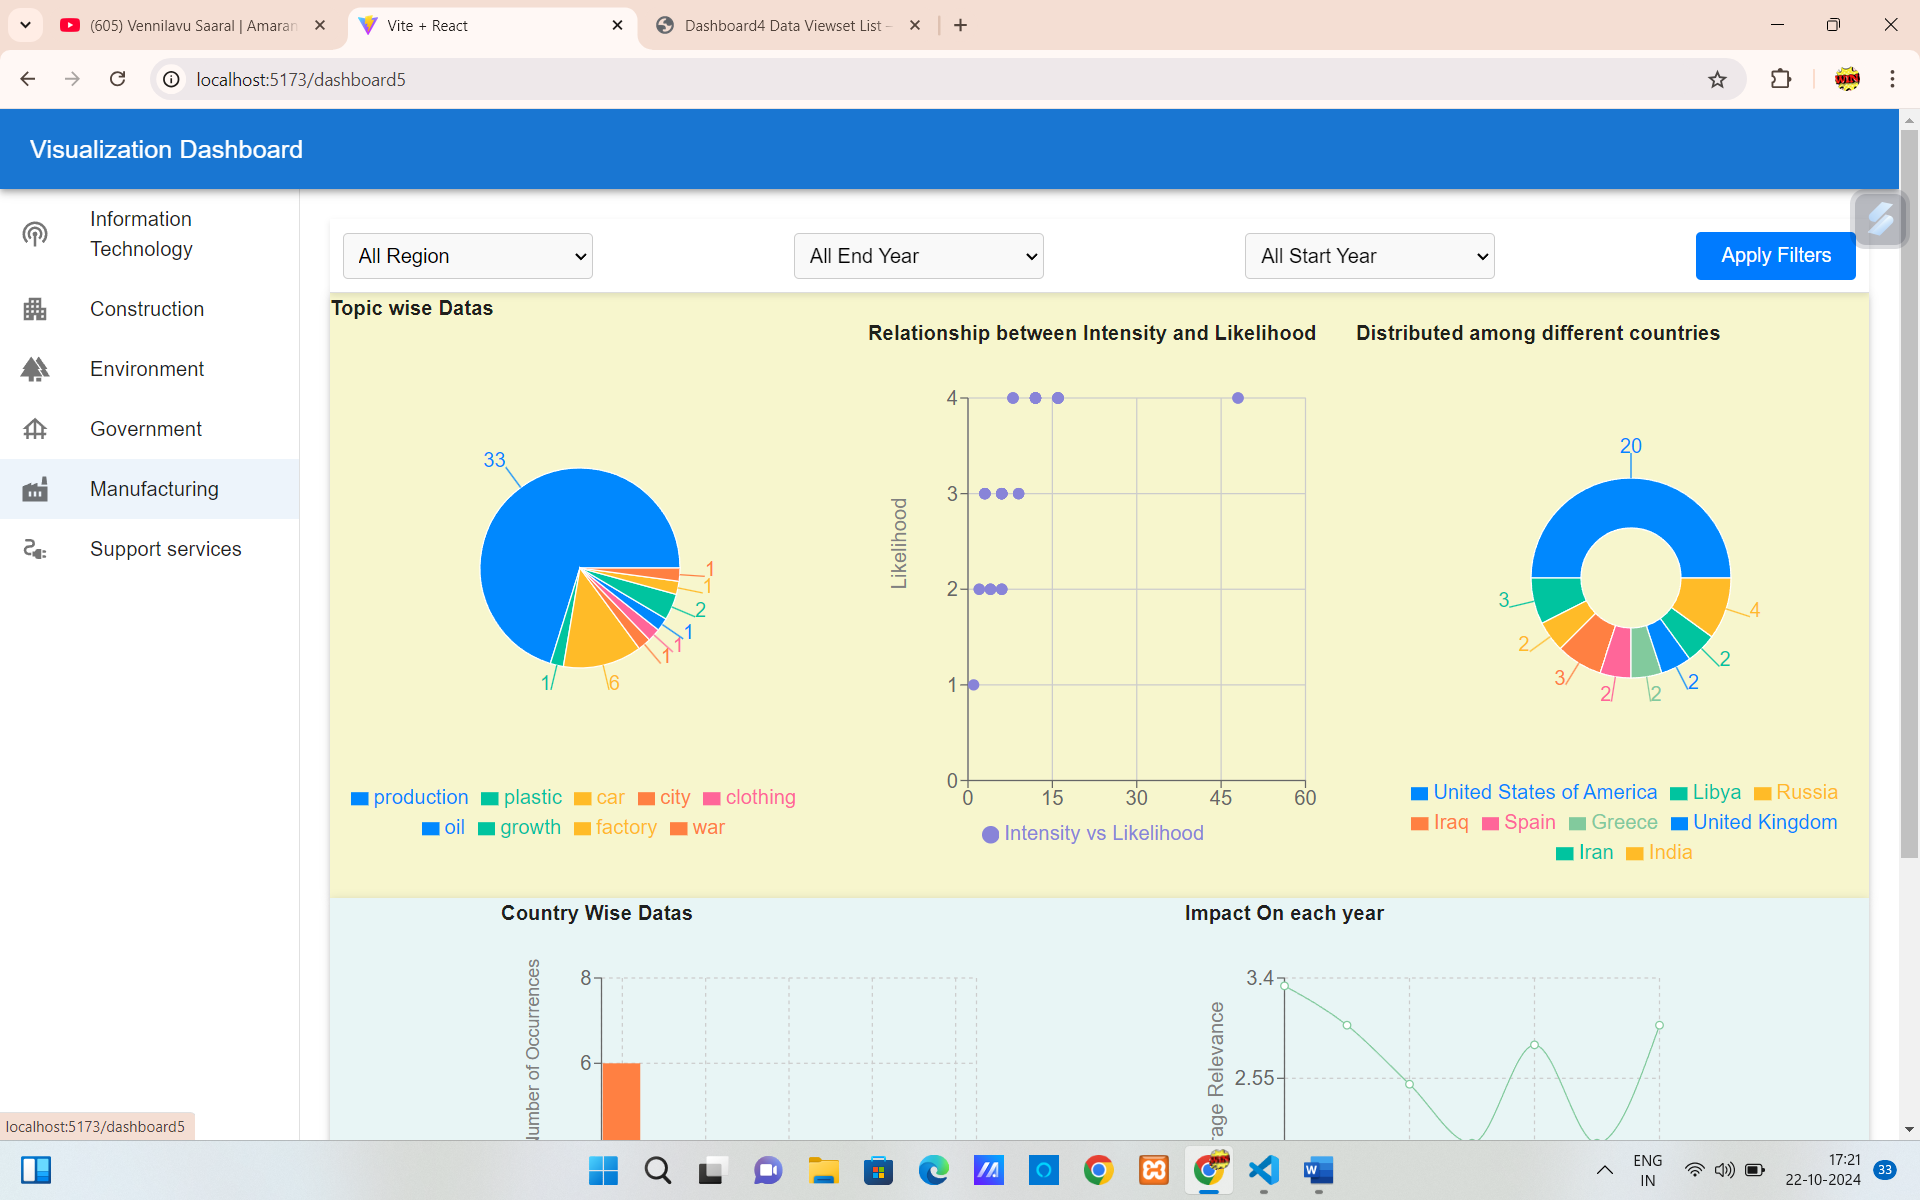 (605) Vennilavu Saaral | Amaran
Vite + React
Dashboard4 Data Viewset List -
localhost:5173/dashboard5
Visualization Dashboard
Information
Technology
Construction
Environment
Government
Manufacturing
Support services
All Region
All End Year
All Start Year
Apply Filters
Topic wise Datas
33
1
1
2
1
1
1
6
1
production
plastic
car
city
clothing
oil
growth
factory
war
Relationship between Intensity and Likelihood
Likelihood
4
3
2
1
0
0
15
30
45
60
Intensity vs Likelihood
Distributed among different countries
20
3
2
3
2
2
2
2
4
United States of America
Libya
Russia
Iraq
Spain
Greece
United Kingdom
Iran
India
Country Wise Datas
Number of Occurrences
8
6
Impact On each year
rage Relevance
3.4
2.55
localhost:5173/dashboard5
ENG
IN
17:21
22-10-2024
33